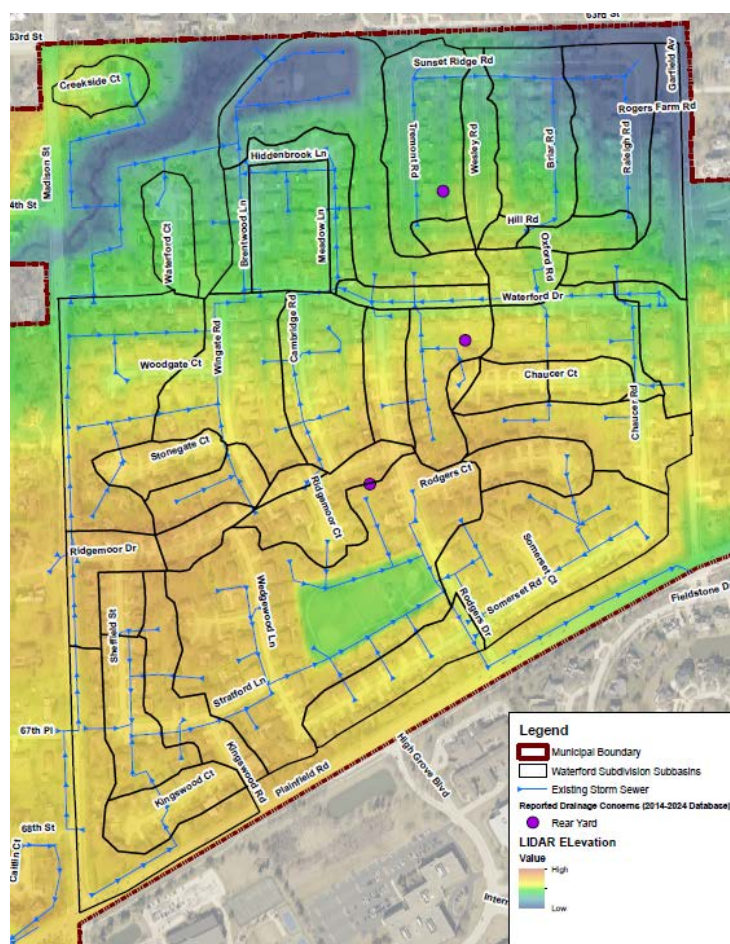 63rd St
63rd St
Creekside Ct
Sunset Ridge Rd
Garfield Av
Rogers Farm Rd
Madison St
Tremont Rd
Wesley Rd
Briar Rd
Raleigh Rd
Hiddenbrook Ln
4th St
Waterford Ct
Brentwood Ln
Meadow Ln
Hill Rd
Oxford Rd
Waterford Dr
Wingate Rd
Cambridge Rd
Woodgate Ct
Chaucer Ct
Chaucer Rd
Stonegate Ct
Ridgemoor Ct
Rodgers Ct
Ridgemoor Dr
Somerset Ct
Wedgewood Ln
Somerset Rd
Fieldstone D
Sheffield St
Rodgers Dr
Stratford Ln
67th Pl
Kingswood Ct
Kingswood Rd
Plainfield Rd
High Grove Blvd
68th St
Caitlin Ct
Intern
Legend
Municipal Boundary
Waterford Subdivision Subbasins
Existing Storm Sewer
Reported Drainage Concerns (2014-2024 Database)
Rear Yard
LIDAR ELevation
Value
High
Low